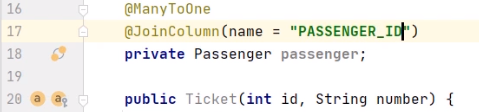 16 @ManyToOne
17 @JoinColumn(name = "PASSENGER_ID")
18 private Passenger passenger;
19
20 a a public Ticket(int id, String number) {